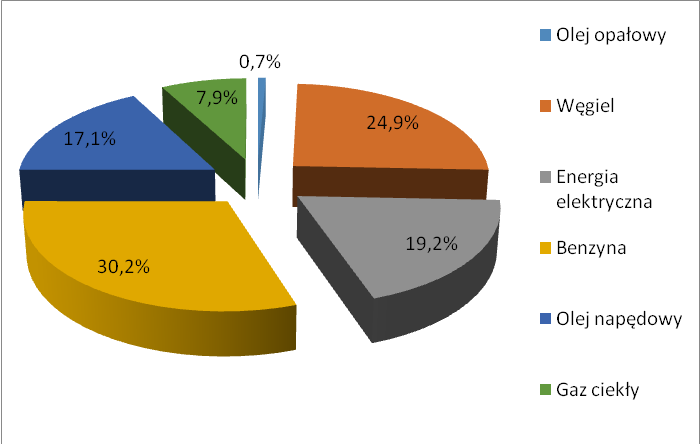 0,7%
7,9%
24,9%
17,1%
19,2%
30,2%
Olej opałowy
Węgiel
Energia
elektryczna
Benzyna
Olej napędowy
Gaz ciekły